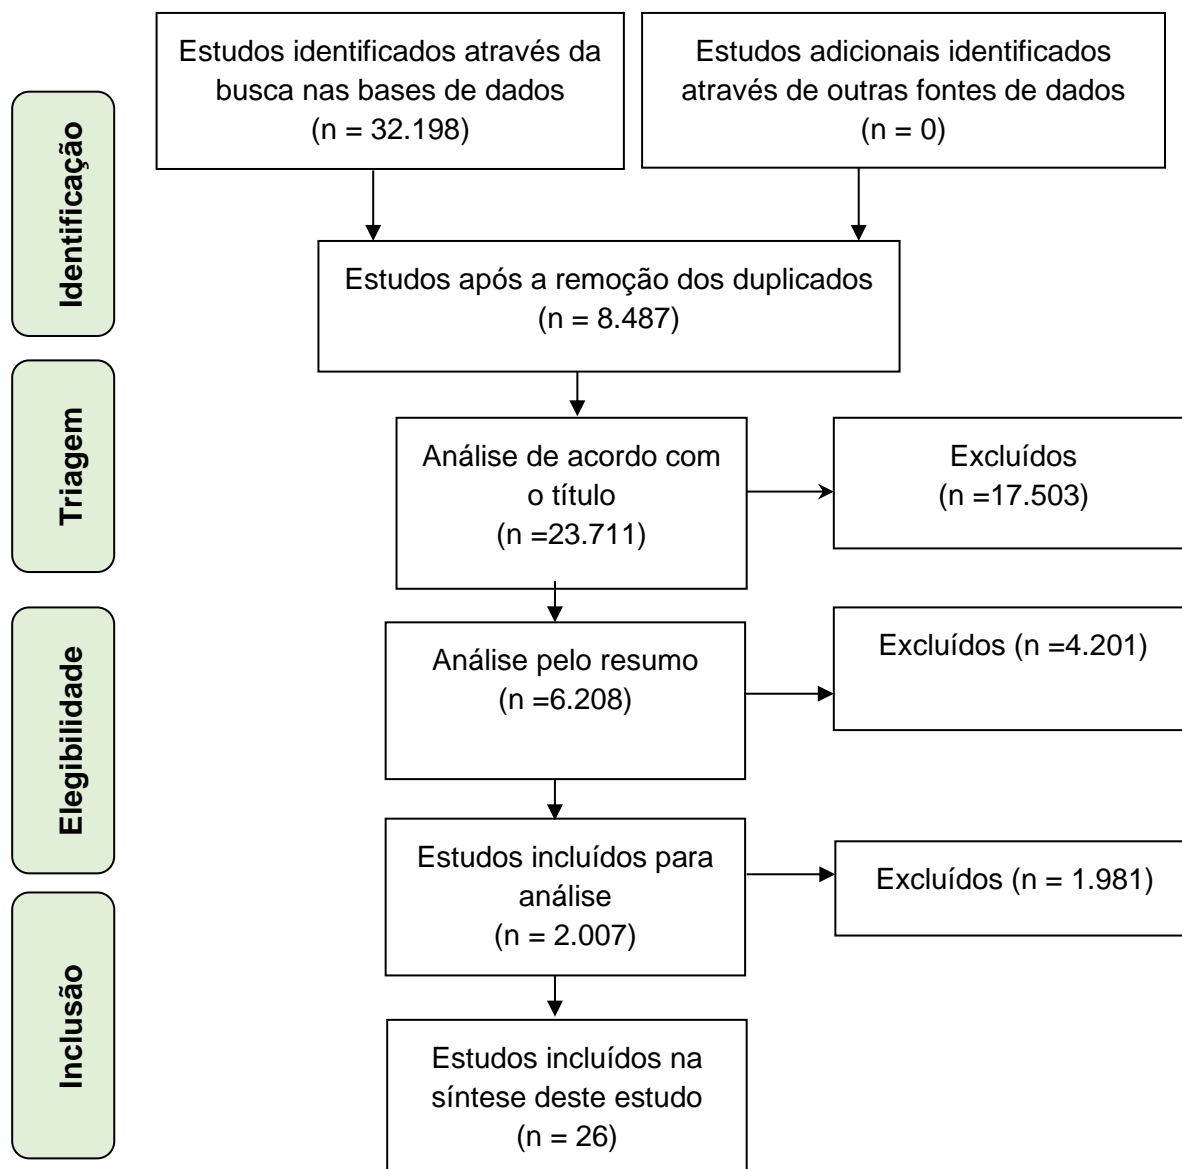 Estudos identificados através da
busca nas bases de dados
(n = 32.198)
Estudos adicionais identificados
através de outras fontes de dados
(n = 0)
Identificação
Estudos após a remoção dos duplicados
(n = 8.487)
Triagem
Análise de acordo com
o título
(n =23.711)
Excluídos
(n =17.503)
Elegibilidade
Análise pelo resumo
(n =6.208)
Excluídos (n =4.201)
Estudos incluídos para
análise
(n = 2.007)
Excluídos (n = 1.981)
Inclusão
Estudos incluídos na
síntese deste estudo
(n = 26)